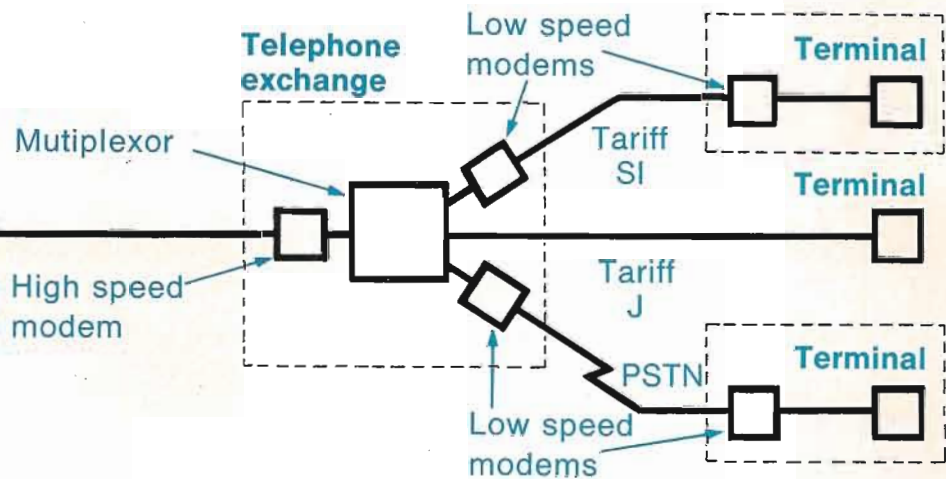 Telephone
exchange
Low speed
modems
Terminal
Mutiplexor
Tariff
SI
Terminal
High speed
modem
Tariff
J
Terminal
PSTN
Low speed
modems